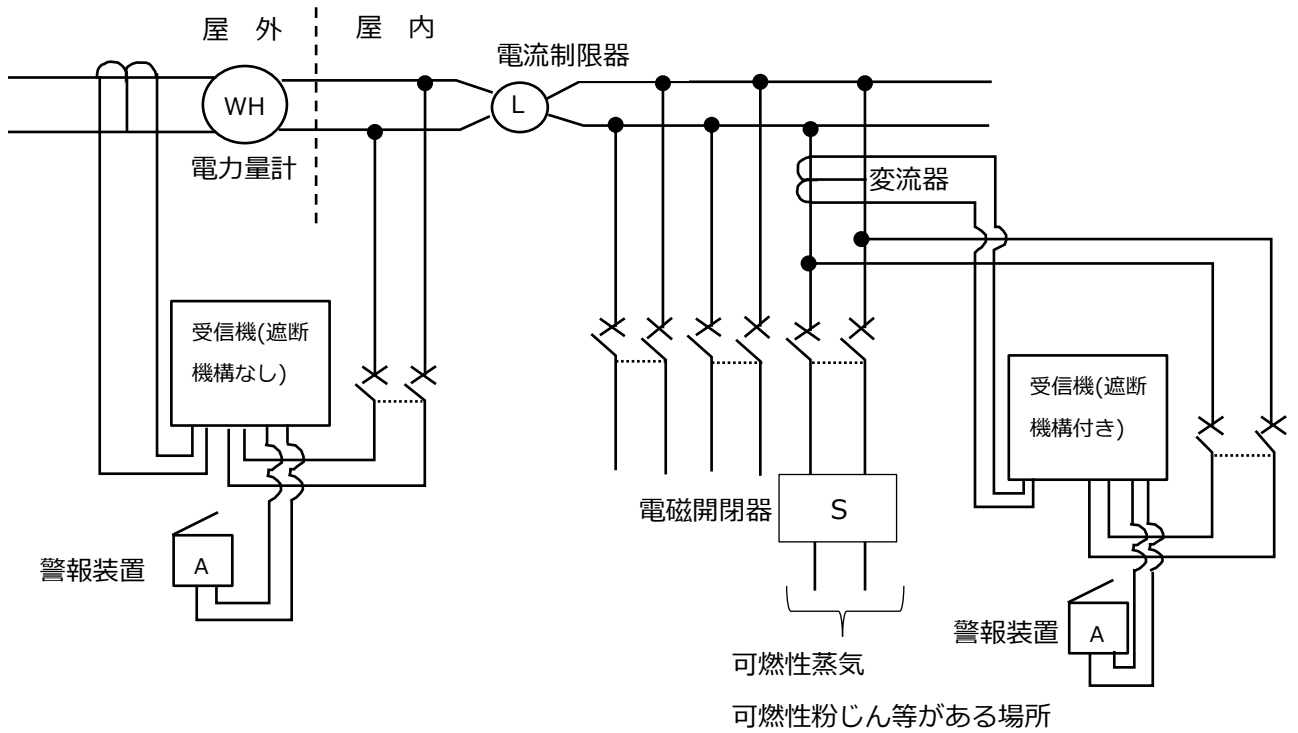 屋 外
屋 内
電流制限器
WH
L
電力量計
変流器
受信機(遮断
機構なし)
受信機(遮断
機構付き)
電磁開閉器
S
警報装置
A
警報装置
A
可燃性蒸気
可燃性粉じん等がある場所